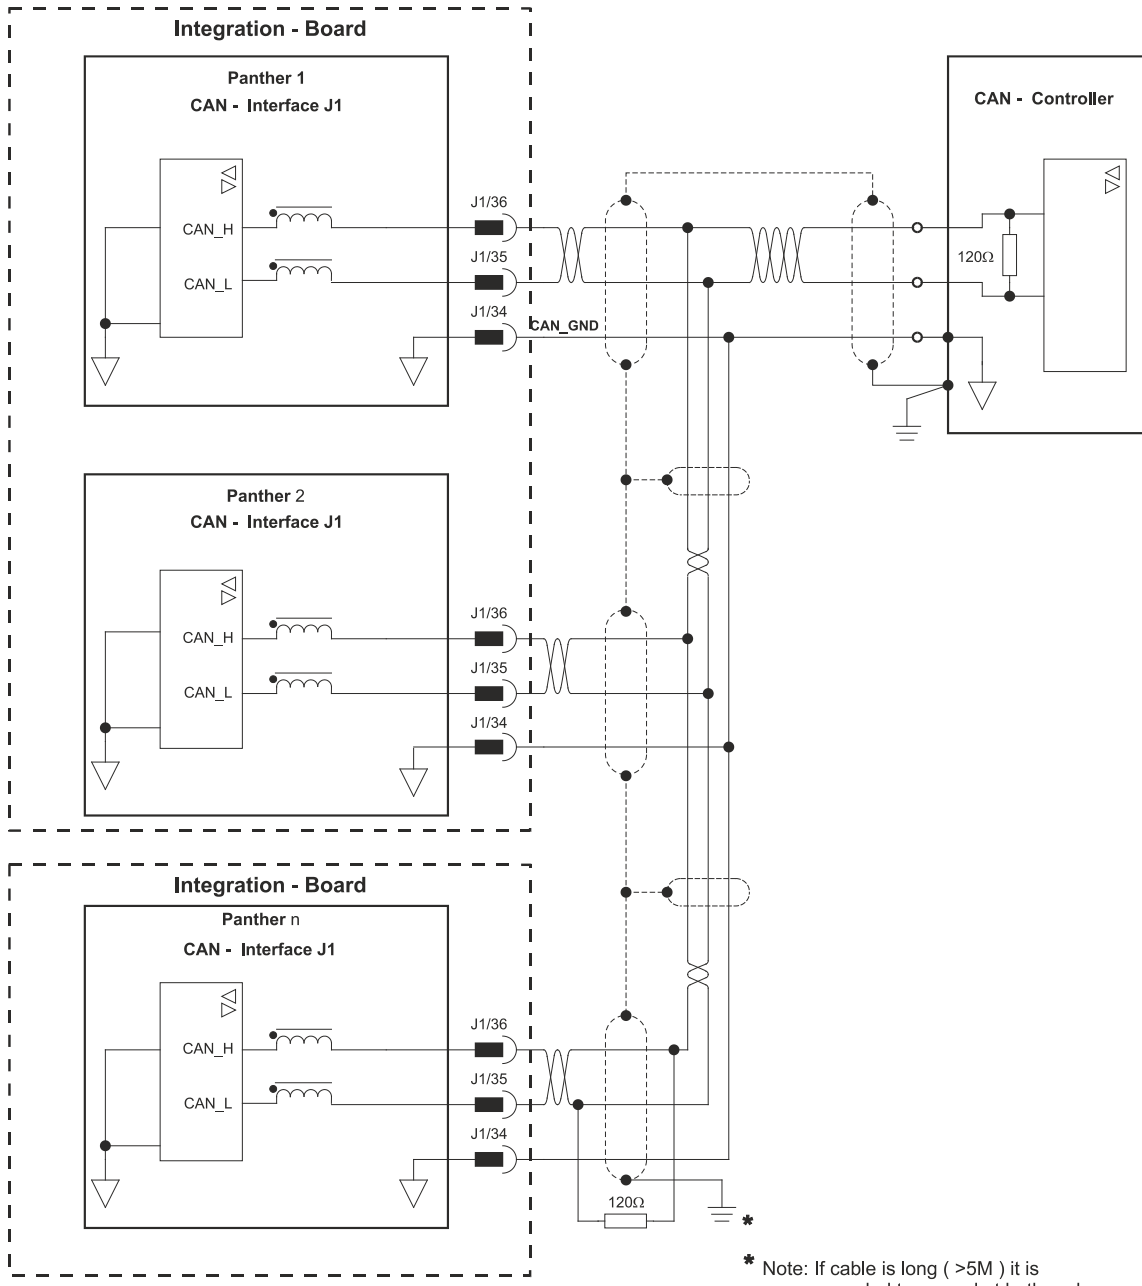 Integration - Board
Panther 1
CAN - Interface J1
CAN_H
CAN_L
J1/36
J1/35
J1/34
CAN_GND
CAN - Controller
120Ω
Panther 2
CAN - Interface J1
CAN_H
CAN_L
J1/36
J1/35
J1/34
Integration - Board
Panther n
CAN - Interface J1
CAN_H
CAN_L
J1/36
J1/35
J1/34
120Ω
*
* Note: If cable is long ( >5M ) it is